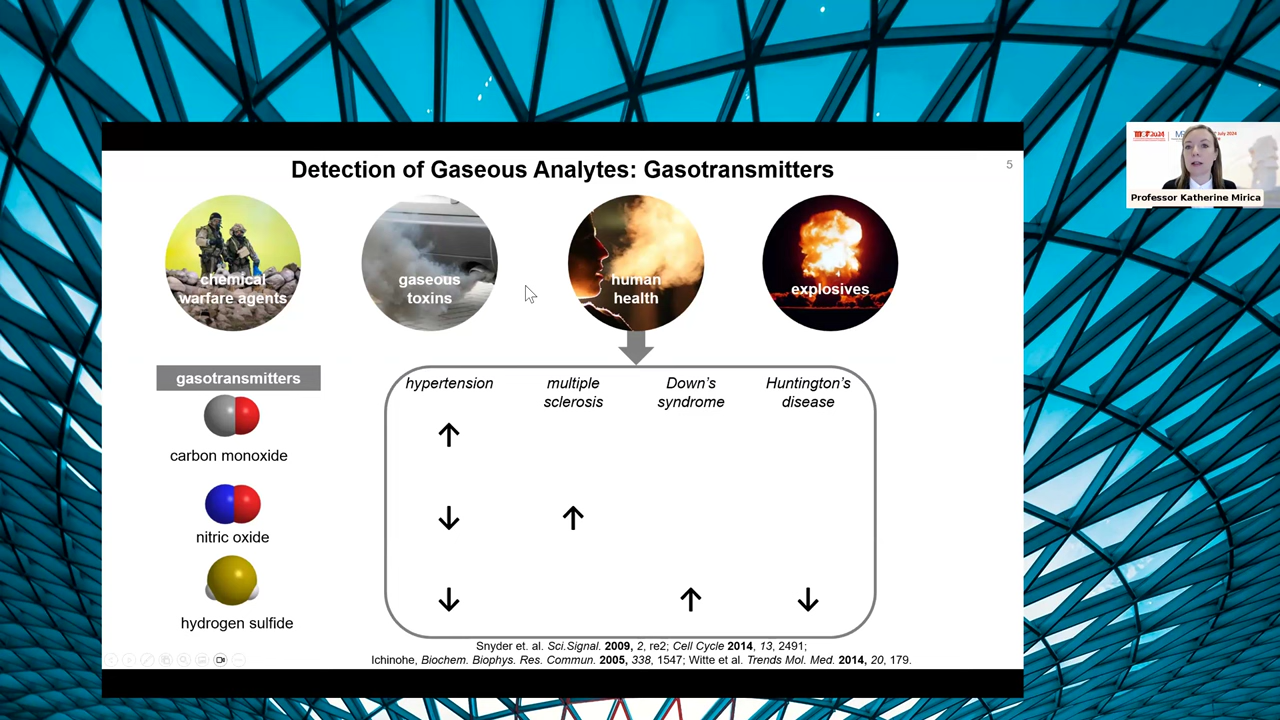 Detection of Gaseous Analytes: Gasotransmitters
5
chemical
warfare agents
gaseous
toxins
human
health
explosives
Professor Katherine Mirica
gasotransmitters
carbon monoxide
nitric oxide
hydrogen sulfide
hypertension
multiple
sclerosis
Down's
syndrome
Huntington's
disease
↑
↓ ↑
↓ ↑ ↓
Snyder et. al. Sci.Signal. 2009, 2, re2; Cell Cycle 2014, 13, 2491;
Ichinohe, Biochem. Biophys. Res. Commun. 2005, 338, 1547; Witte et al. Trends Mol. Med. 2014, 20, 179.